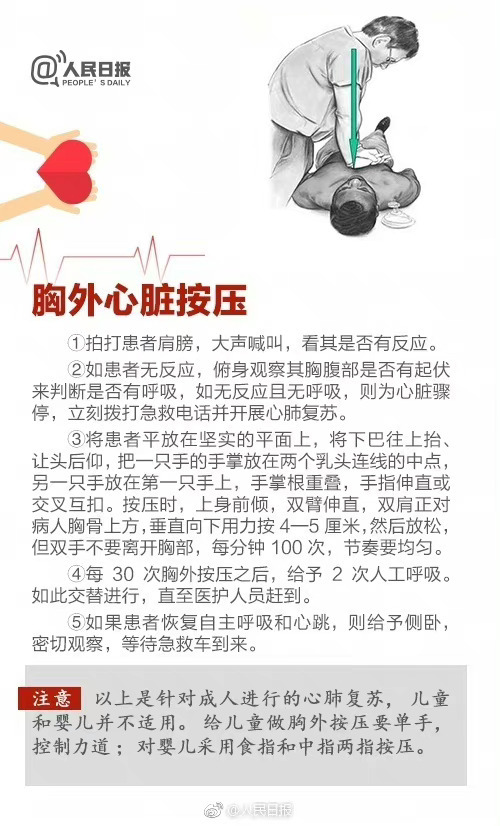 @人民日报
PEOPLE'S DAILY
胸外心脏按压
①拍打患者肩膀，大声喊叫，看其是否有反应。
②如患者无反应，俯身观察其胸腹部是否有起伏
来判断是否有呼吸，如无反应且无呼吸，则为心脏骤
停，立刻拨打急救电话并开展心肺复苏。
③将患者平放在坚实的平面上，将下巴往上抬、
让头后仰，把一只手的手掌放在两个乳头连线的中点，
另一只手放在第一只手上，手掌根重叠，手指伸直或
交叉互扣。按压时，上身前倾，双臂伸直，双肩正对
病人胸骨上方，垂直向下用力按 4—5 厘米，然后放松，
但双手不要离开胸部，每分钟 100 次，节奏要均匀。
④每 30 次胸外按压之后，给予 2 次人工呼吸。
如此交替进行，直至医护人员赶到。
⑤如果患者恢复自主呼吸和心跳，则给予侧卧，
密切观察，等待急救车到来。
注意 以上是针对成人进行的心肺复苏，儿童
和婴儿并不适用。给儿童做胸外按压要单手，
控制力道；对婴儿采用食指和中指两指按压。
@人民日报